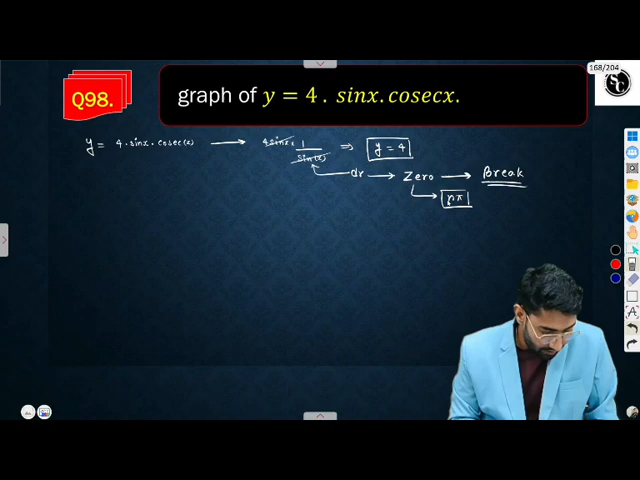 168/204
Q98.
graph of y = 4 . sinx.cosecx.
y = 4·sinx·cosec(x) → 4sinx· 1/sin(x) ⇒ y = 4
dr → Zero → Break
nπ